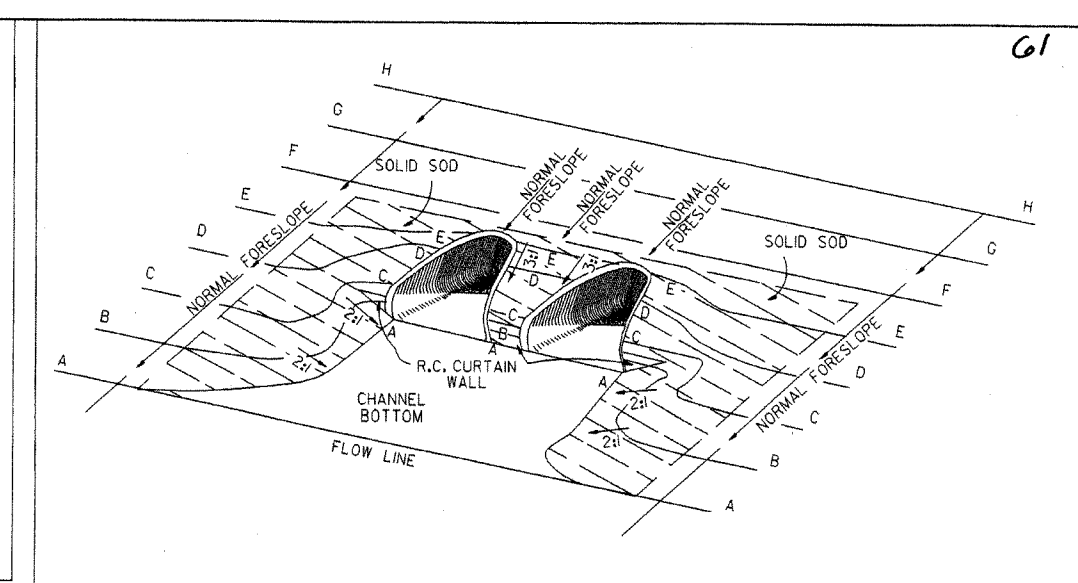 61
H
G
F
E
D
C
B
A
SOLID SOD
NORMAL FORESLOPE
NORMAL
FORESLOPE
NORMAL
FORESLOPE
NORMAL
FORESLOPE
SOLID SOD
H
G
F
E
D
C
B
A
NORMAL FORESLOPE
E
D
C
A
2:1
2:1
3:1
E
D
C
B
A
3:1
E
D
C
A
2:1
2:1
R.C. CURTAIN
WALL
CHANNEL
BOTTOM
FLOW LINE